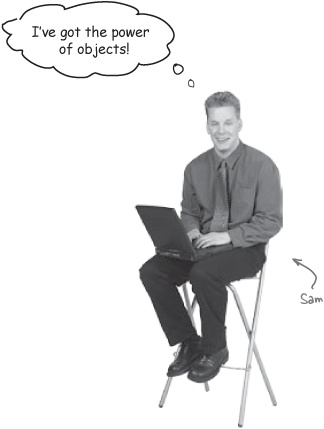 I've got the power
of objects!
Sam